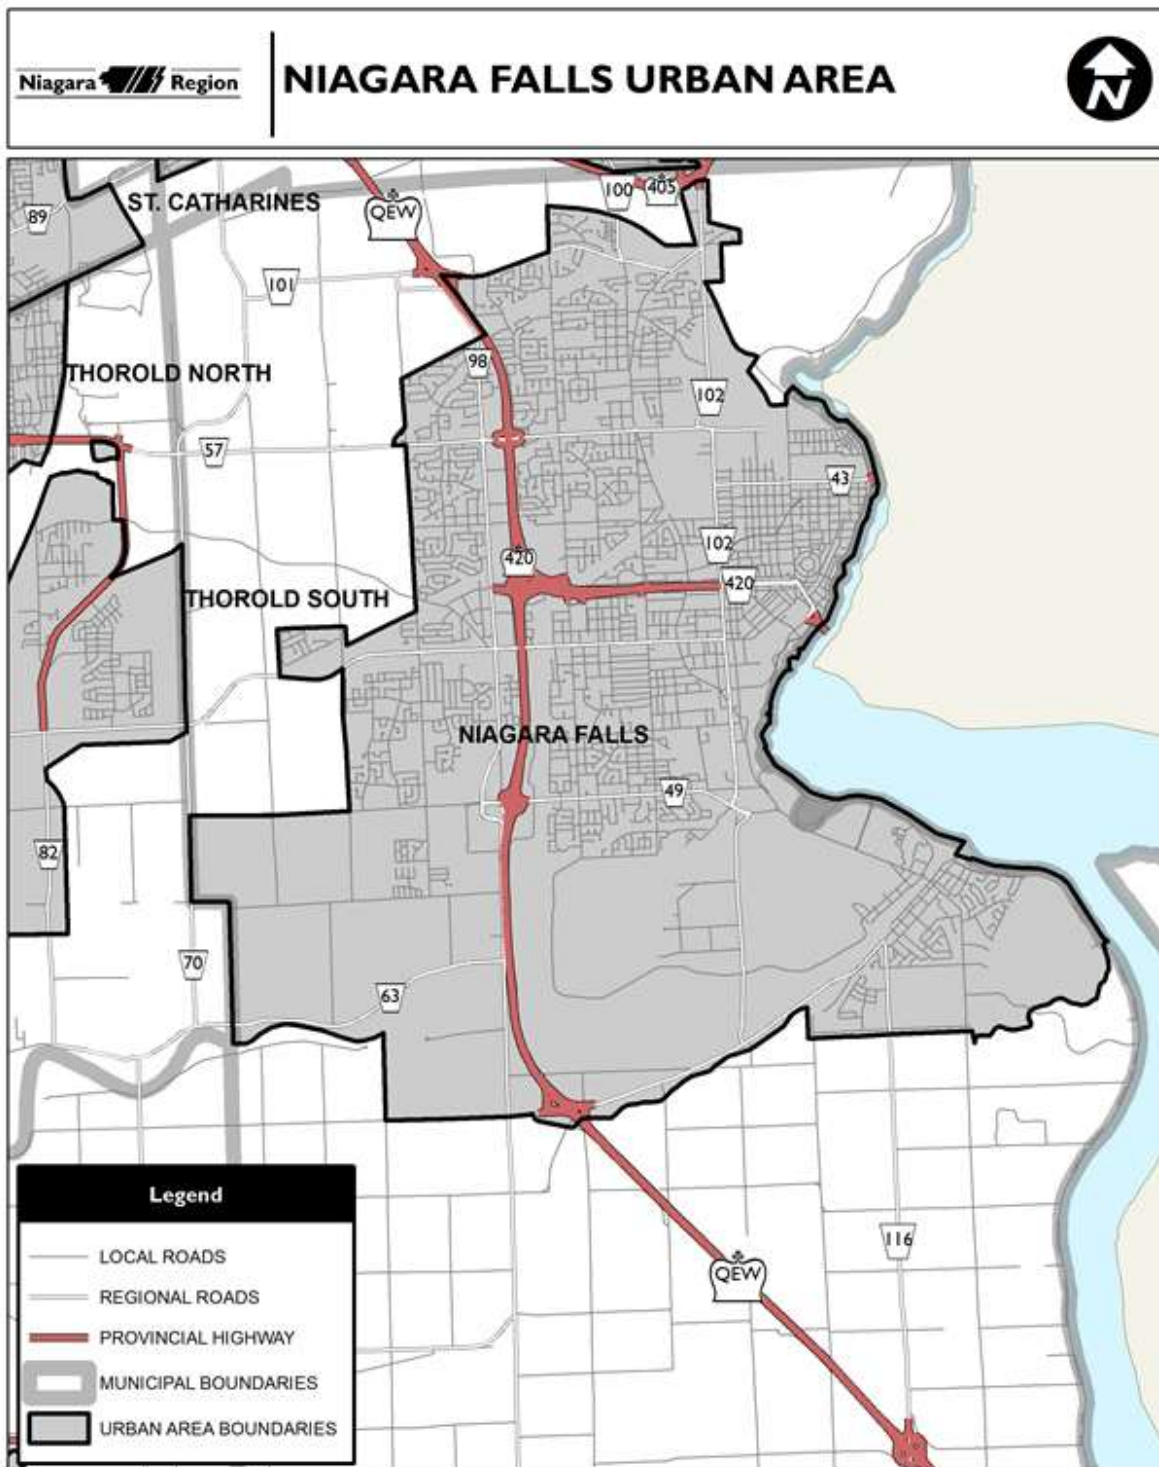 Niagara Region
NIAGARA FALLS URBAN AREA
N
ST. CATHARINES
QEW
100
405
89
101
THOROLD NORTH
98
102
57
43
102
420
420
THOROLD SOUTH
NIAGARA FALLS
49
82
70
63
116
QEW
Legend
LOCAL ROADS
REGIONAL ROADS
PROVINCIAL HIGHWAY
MUNICIPAL BOUNDARIES
URBAN AREA BOUNDARIES